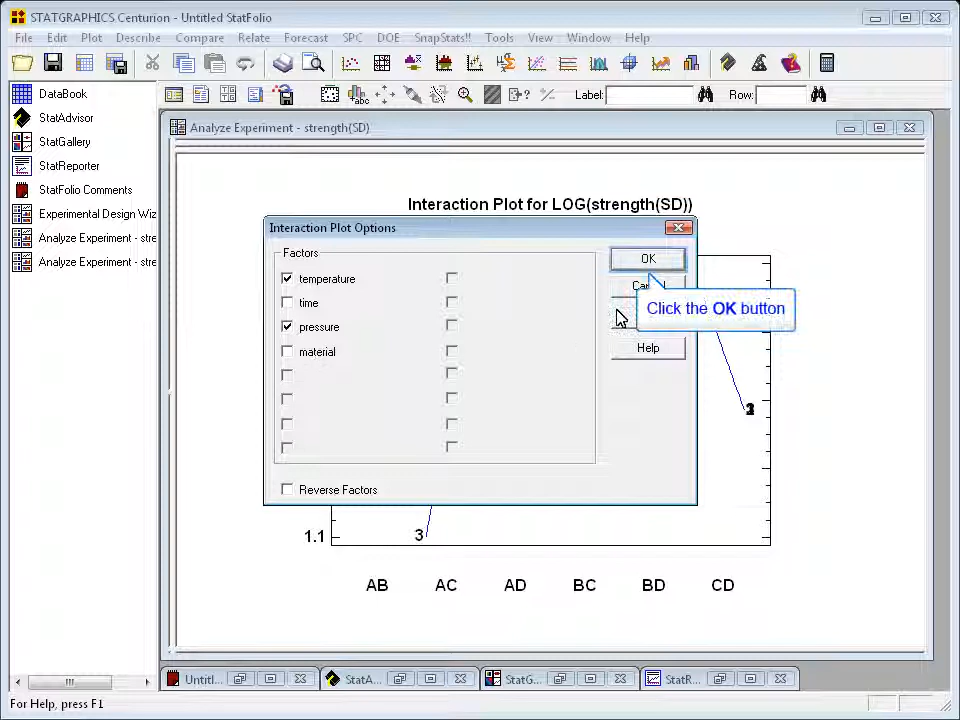 STATGRAPHICS Centurion - Untitled StatFolio
File Edit Plot Describe Compare Relate Forecast SPC DOE SnapStats!! Tools View Window Help
Label: Row:
DataBook
StatAdvisor
StatGallery
StatReporter
StatFolio Comments
Experimental Design Wiz
Analyze Experiment - stre
Analyze Experiment - stre
Analyze Experiment - strength(SD)
Interaction Plot for LOG(strength(SD))
Interaction Plot Options
Factors
temperature
time
pressure
material
Reverse Factors
OK
Click the OK button
Help
1.1
3
AB AC AD BC BD CD
Untitl...
StatA...
StatG...
StatR...
For Help, press F1